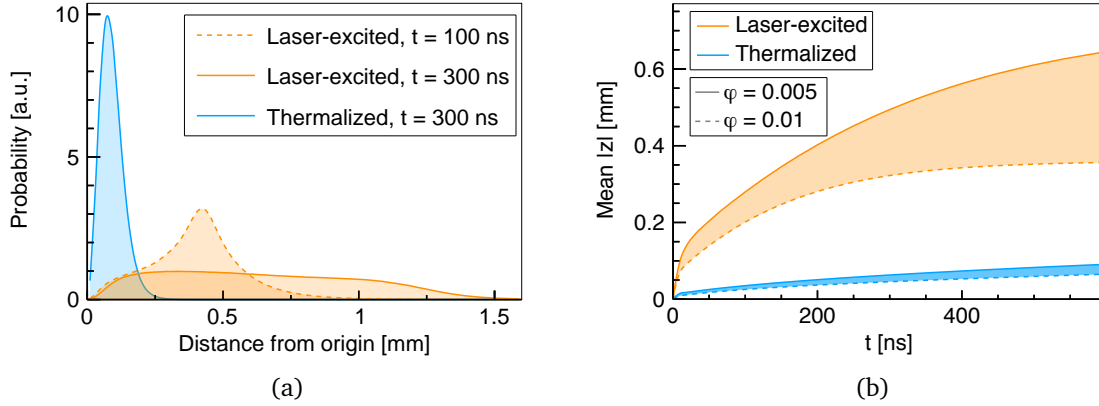 10
5
0
0
0.5
1
1.5
Probability [a.u.]
Distance from origin [mm]
Laser-excited, t = 100 ns
Laser-excited, t = 300 ns
Thermalized, t = 300 ns
(a)
0.6
0.4
0.2
0
0
200
400
Mean |z| [mm]
t [ns]
Laser-excited
Thermalized
φ = 0.005
φ = 0.01
(b)